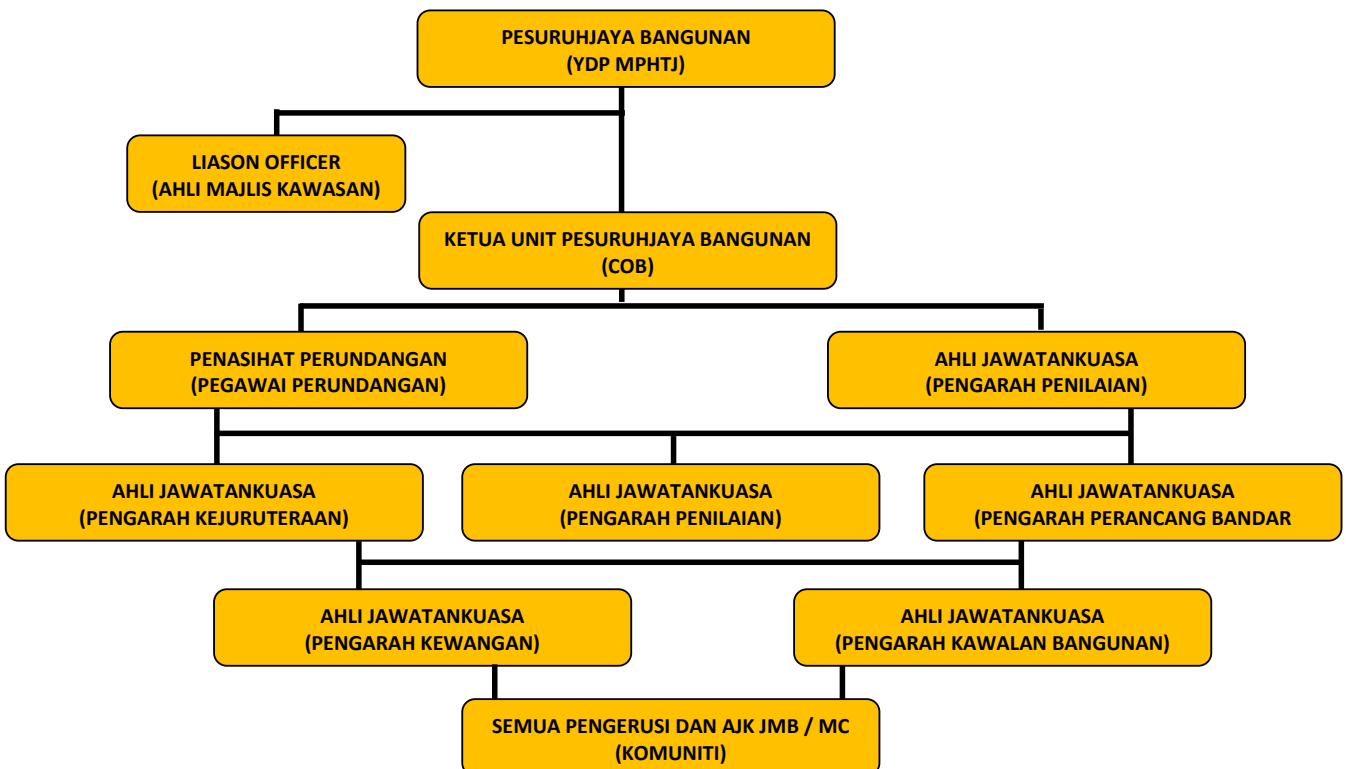 PESURUHJAYA BANGUNAN
(YDP MPHTJ)
LIASON OFFICER
(AHLI MAJLIS KAWASAN)
KETUA UNIT PESURUHJAYA BANGUNAN
(COB)
PENASIHAT PERUNDANGAN
(PEGAWAI PERUNDANGAN)
AHLI JAWATANKUASA
(PENGARAH PENILAIAN)
AHLI JAWATANKUASA
(PENGARAH KEJURUTERAAN)
AHLI JAWATANKUASA
(PENGARAH PENILAIAN)
AHLI JAWATANKUASA
(PENGARAH PERANCANG BANDAR
AHLI JAWATANKUASA
(PENGARAH KEWANGAN)
AHLI JAWATANKUASA
(PENGARAH KAWALAN BANGUNAN)
SEMUA PENGERUSI DAN AJK JMB / MC
(KOMUNITI)